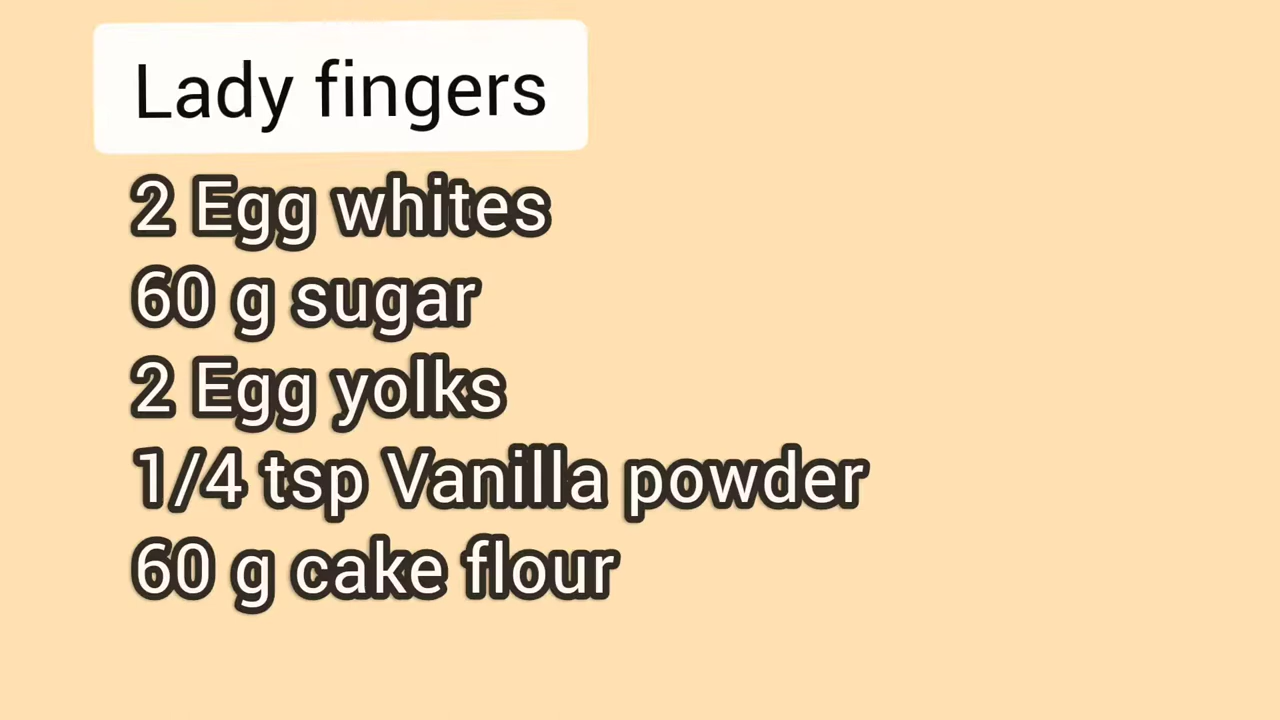 Lady fingers
2 Egg whites
60 g sugar
2 Egg yolks
1/4 tsp Vanilla powder
60 g cake flour